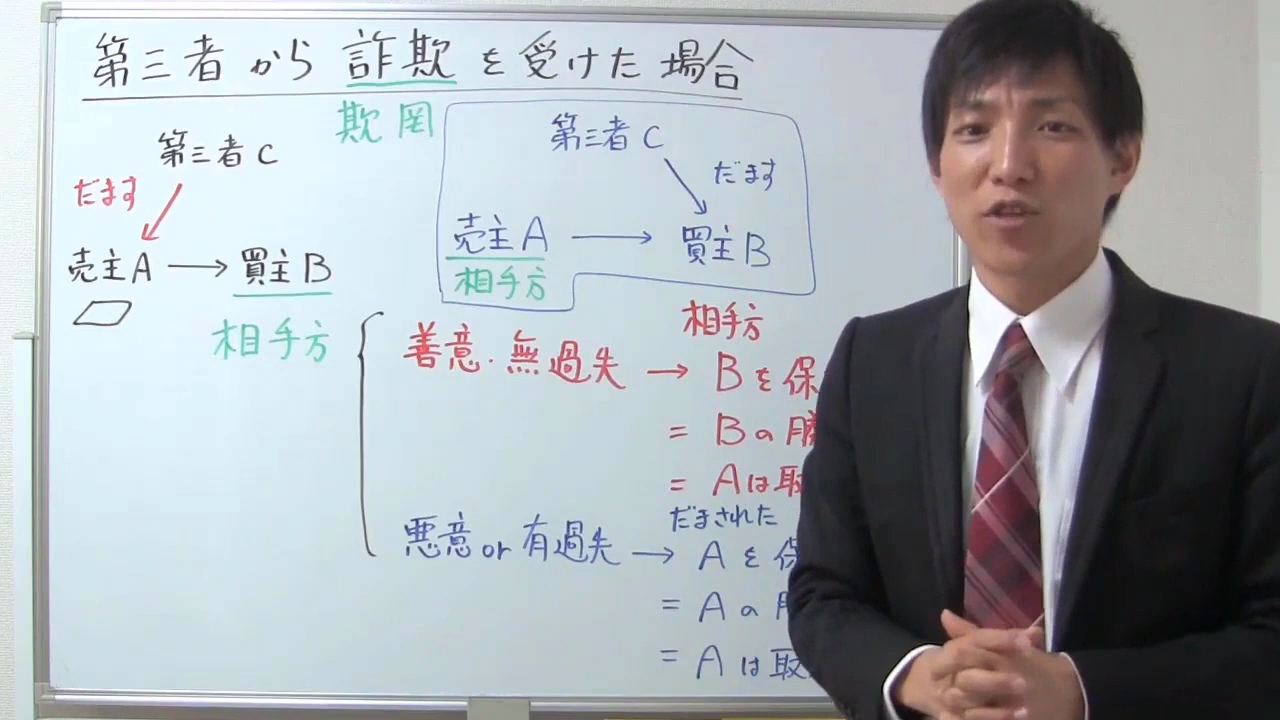 第三者から詐欺を受けた場合
欺罔
第三者C
だます
売主A → 買主B
相手方
第三者C
だます
売主A → 買主B
相手方
相手方
善意・無過失 → Bを保
= Bの勝
= Aは取
だまされた
悪意or有過失 → Aを保
= Aの
= Aは取